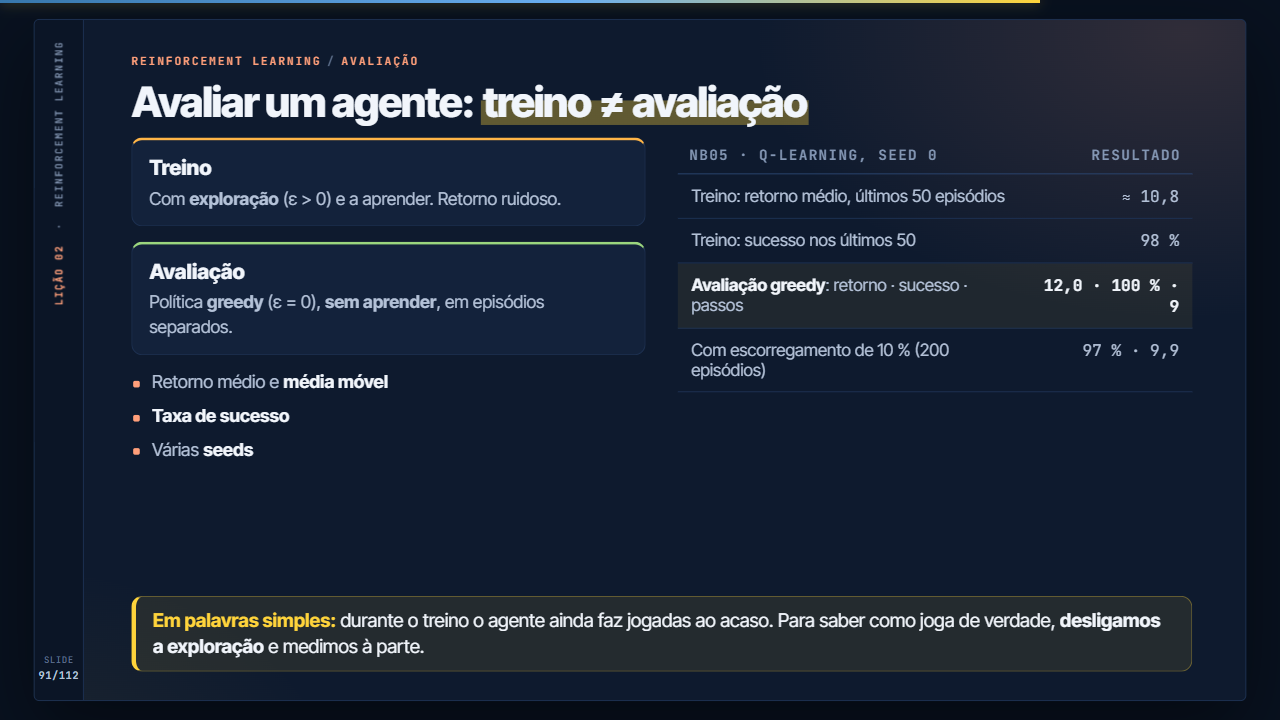 LIÇÃO 02 · REINFORCEMENT LEARNING
REINFORCEMENT LEARNING / AVALIAÇÃO
Avaliar um agente: treino ≠ avaliação
Treino
Com exploração (ε > 0) e a aprender. Retorno ruidoso.
Avaliação
Política greedy (ε = 0), sem aprender, em episódios
separados.
Retorno médio e média móvel
Taxa de sucesso
Várias seeds
NB05 · Q-LEARNING, SEED 0 RESULTADO
Treino: retorno médio, últimos 50 episódios ≈ 10,8
Treino: sucesso nos últimos 50 98 %
Avaliação greedy: retorno · sucesso · 12,0 · 100 % ·
passos 9
Com escorregamento de 10 % (200 97 % · 9,9
episódios)
Em palavras simples: durante o treino o agente ainda faz jogadas ao acaso. Para saber como joga de verdade, desligamos
a exploração e medimos à parte.
SLIDE
91/112